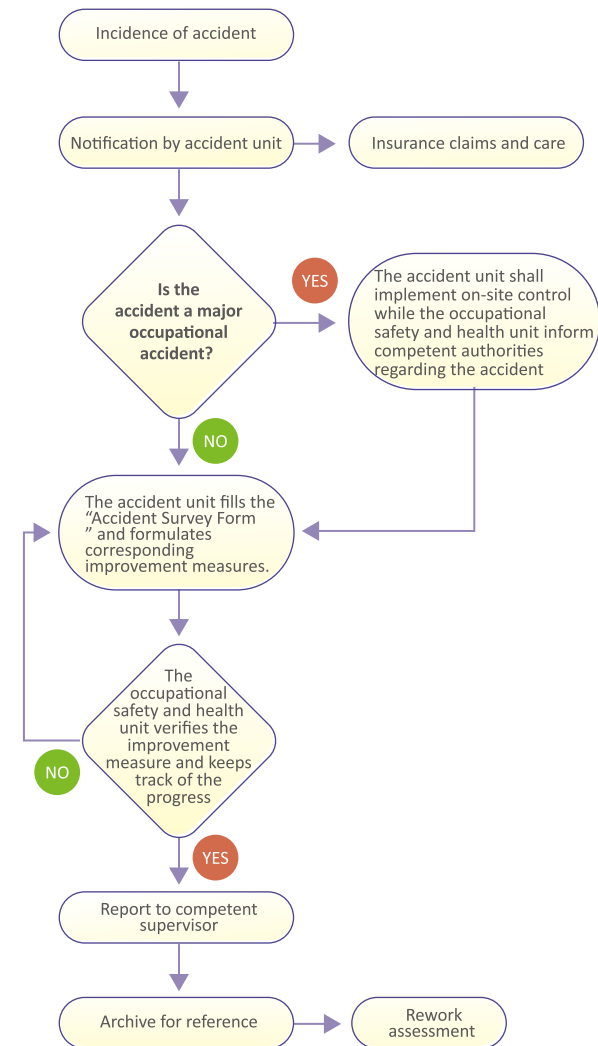 Incidence of accident
Notification by accident unit
Insurance claims and care
Is the
accident a major
occupational
accident?
YES
The accident unit shall
implement on-site control
while the occupational
safety and health unit inform
competent authorities
regarding the accident
NO
The accident unit fills the
“Accident Survey Form
” and formulates
corresponding
improvement measures.
The
occupational
safety and health
unit verifies the
improvement
measure and keeps
track of the
progress
NO
YES
Report to competent
supervisor
Archive for reference
Rework
assessment